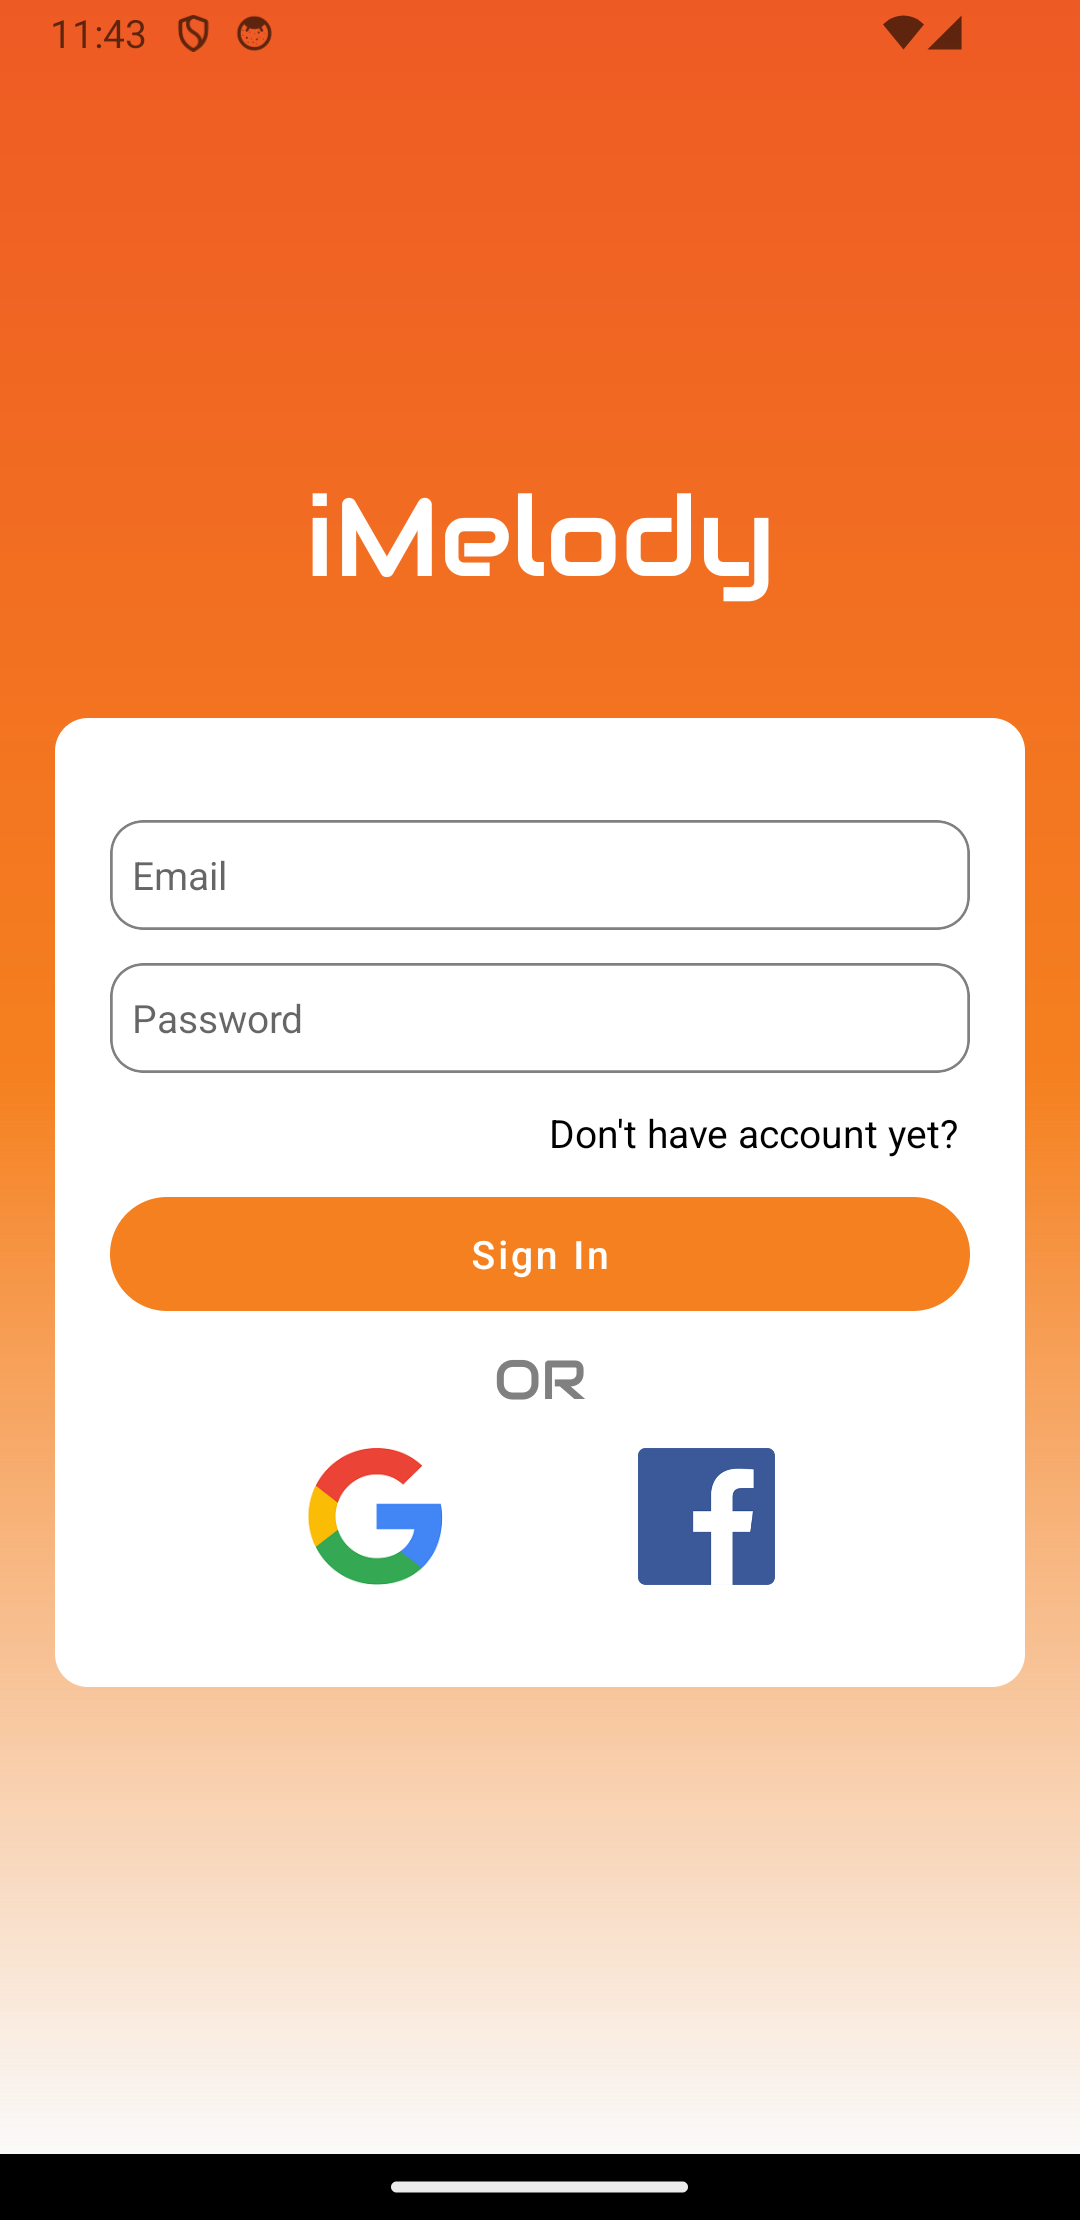 11:43
iMelody
Email
Password
Don't have account yet?
Sign In
OR